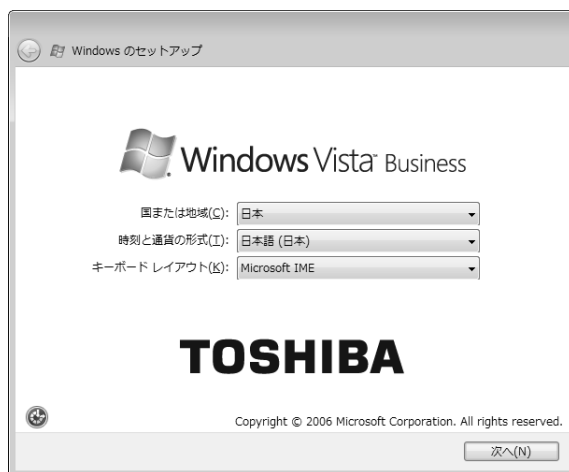 Windows のセットアップ
Windows Vista™ Business
国または地域(C): 日本
時刻と通貨の形式(T): 日本語 (日本)
キーボード レイアウト(K): Microsoft IME
TOSHIBA
Copyright © 2006 Microsoft Corporation. All rights reserved.
次へ(N)